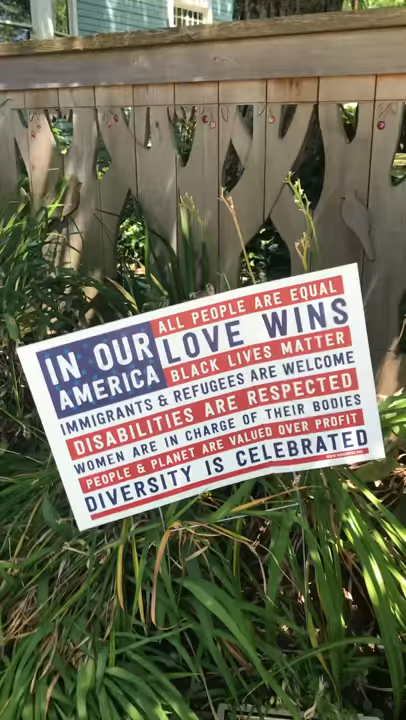 IN OUR
AMERICA
ALL PEOPLE ARE EQUAL
LOVE WINS
BLACK LIVES MATTER
IMMIGRANTS & REFUGEES ARE WELCOME
DISABILITIES ARE RESPECTED
WOMEN ARE IN CHARGE OF THEIR BODIES
PEOPLE & PLANET ARE VALUED OVER PROFIT
DIVERSITY IS CELEBRATED